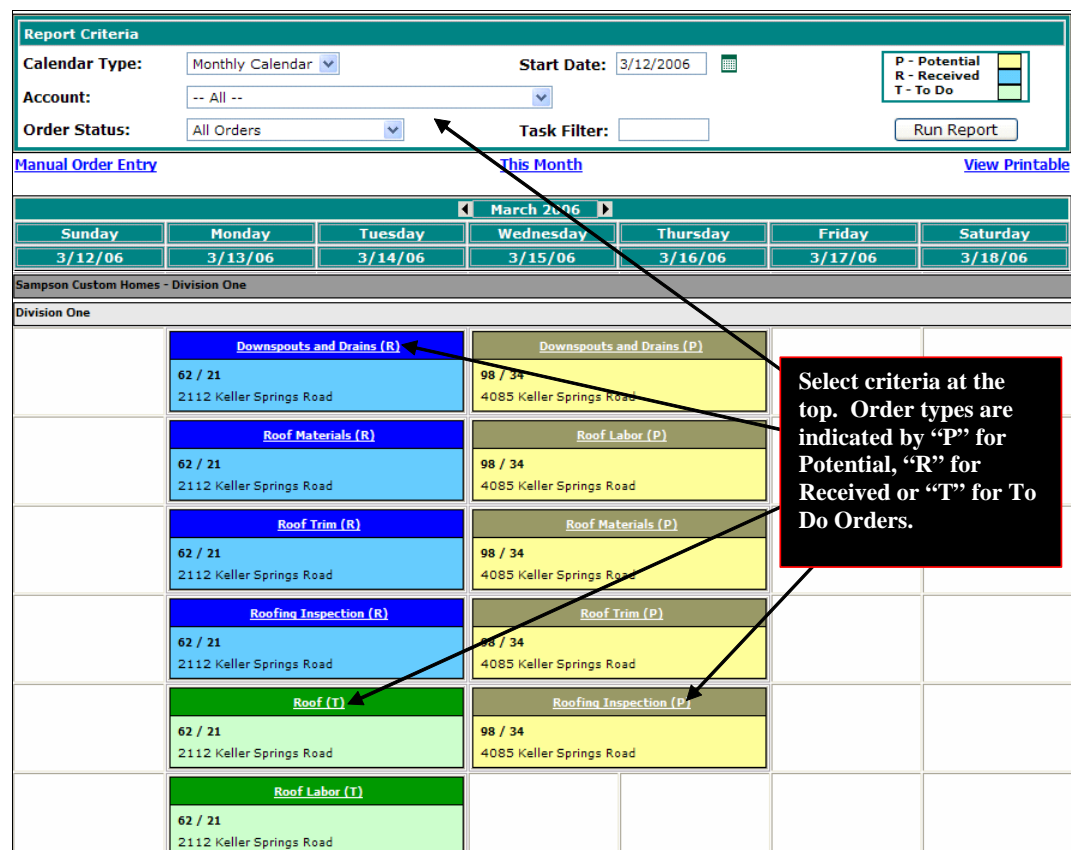 Report Criteria
Calendar Type: Monthly Calendar Start Date: 3/12/2006
P - Potential
R - Received
T - To Do
Account: -- All --
Order Status: All Orders Task Filter: Run Report
Manual Order Entry This Month View Printable
March 2006
Sunday Monday Tuesday Wednesday Thursday Friday Saturday
3/12/06 3/13/06 3/14/06 3/15/06 3/16/06 3/17/06 3/18/06
Sampson Custom Homes - Division One
Division One
Downspouts and Drains (R) Downspouts and Drains (P)
62 / 21 98 / 34
2112 Keller Springs Road 4085 Keller Springs Road
Roof Materials (R) Roof Labor (P)
62 / 21 98 / 34
2112 Keller Springs Road 4085 Keller Springs Road
Roof Trim (R) Roof Materials (P)
62 / 21 98 / 34
2112 Keller Springs Road 4085 Keller Springs Road
Roofing Inspection (R) Roof Trim (P)
62 / 21 98 / 34
2112 Keller Springs Road 4085 Keller Springs Road
Roof (T) Roofing Inspection (P)
62 / 21 98 / 34
2112 Keller Springs Road 4085 Keller Springs Road
Roof Labor (T)
62 / 21
2112 Keller Springs Road
Select criteria at the
top. Order types are
indicated by “P” for
Potential, “R” for
Received or “T” for To
Do Orders.